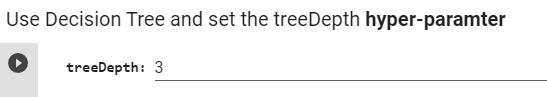 Use Decision Tree and set the treeDepth hyper-paramter
treeDepth: 3